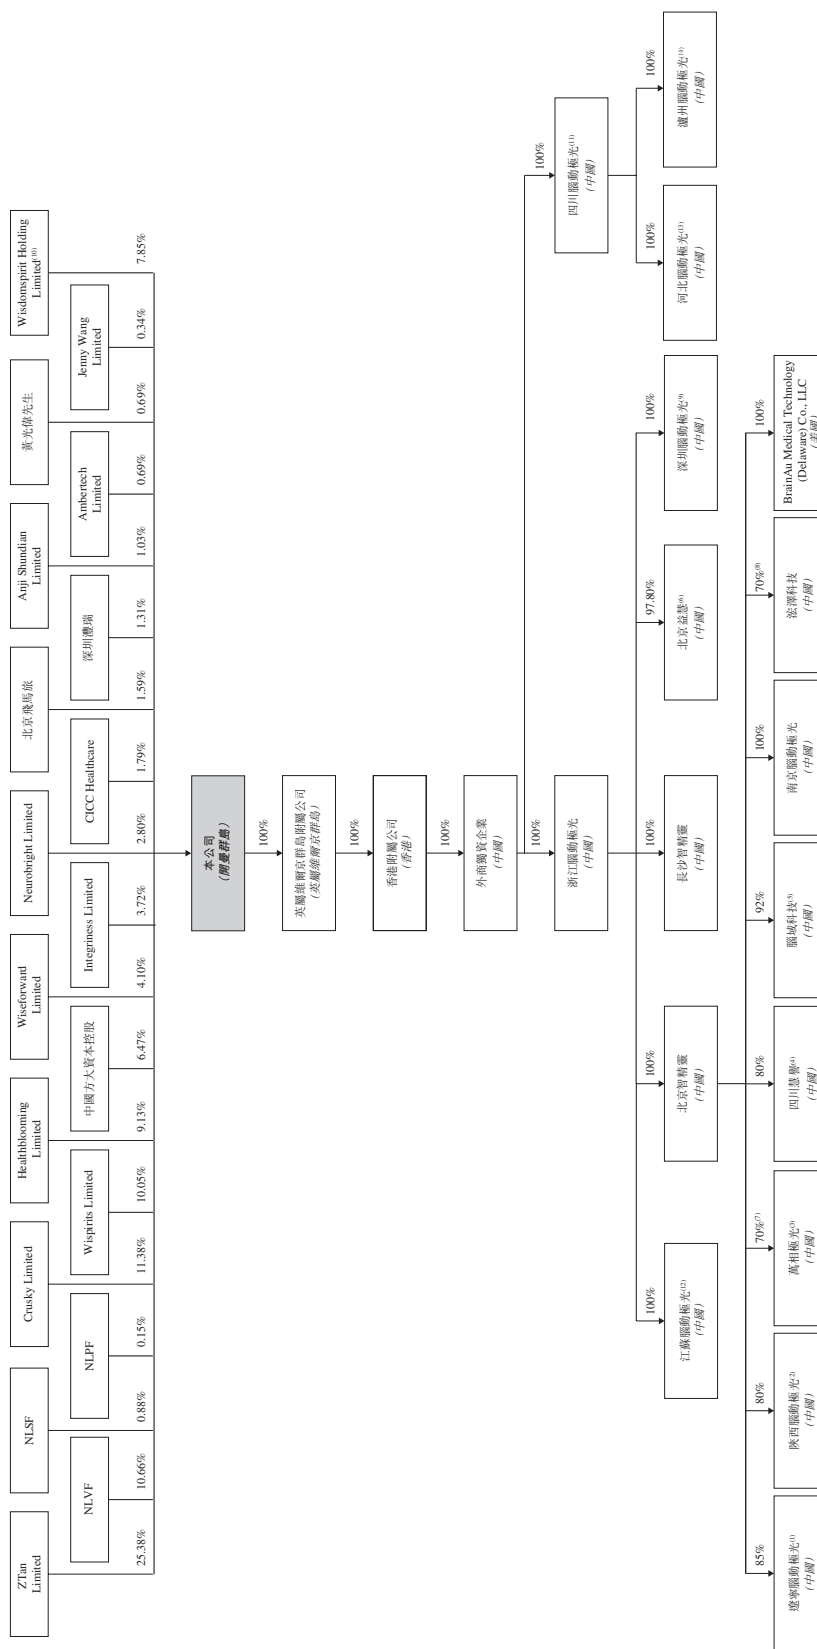 ZTan
Limited
NLSF
Crusky Limited
Healthblooming
Limited
Wiseforward
Limited
Neurobright Limited
北京飛馬旅
Anji Shundian
Limited
黃光偉先生
Wisdomspirit Holding
Limited(10)
NLVF
NLPF
Wispirits Limited
中國方大資本控股
Integriness Limited
CICC Healthcare
深圳澧瑞
Ambertech
Limited
Jenny Wang
Limited
25.38%
10.66%
0.88%
0.15%
11.38%
10.05%
9.13%
6.47%
4.10%
3.72%
2.80%
1.79%
1.59%
1.31%
1.03%
0.69%
0.69%
0.34%
7.85%
本公司
(開曼群島)
100%
英屬維爾京群島附屬公司
(英屬維爾京群島)
100%
香港附屬公司
(香港)
100%
外商獨資企業
(中國)
100%
100%
浙江腦動極光
(中國)
四川腦動極光(11)
(中國)
100%
100%
100%
97.80%
100%
100%
100%
江蘇腦動極光(12)
(中國)
北京智精靈
(中國)
長沙智精靈
(中國)
北京益慧(6)
(中國)
深圳腦動極光(9)
(中國)
河北腦動極光(13)
(中國)
瀘州腦動極光(14)
(中國)
85%
80%
70%(7)
80%
92%
100%
70%(8)
100%
遼寧腦動極光(1)
(中國)
陝西腦動極光(2)
(中國)
萬相極光(3)
(中國)
四川慧譽(4)
(中國)
腦域科技(5)
(中國)
南京腦動極光
(中國)
浤澤科技
(中國)
BrainAu Medical Technology
(Delaware) Co., LLC
(美國)